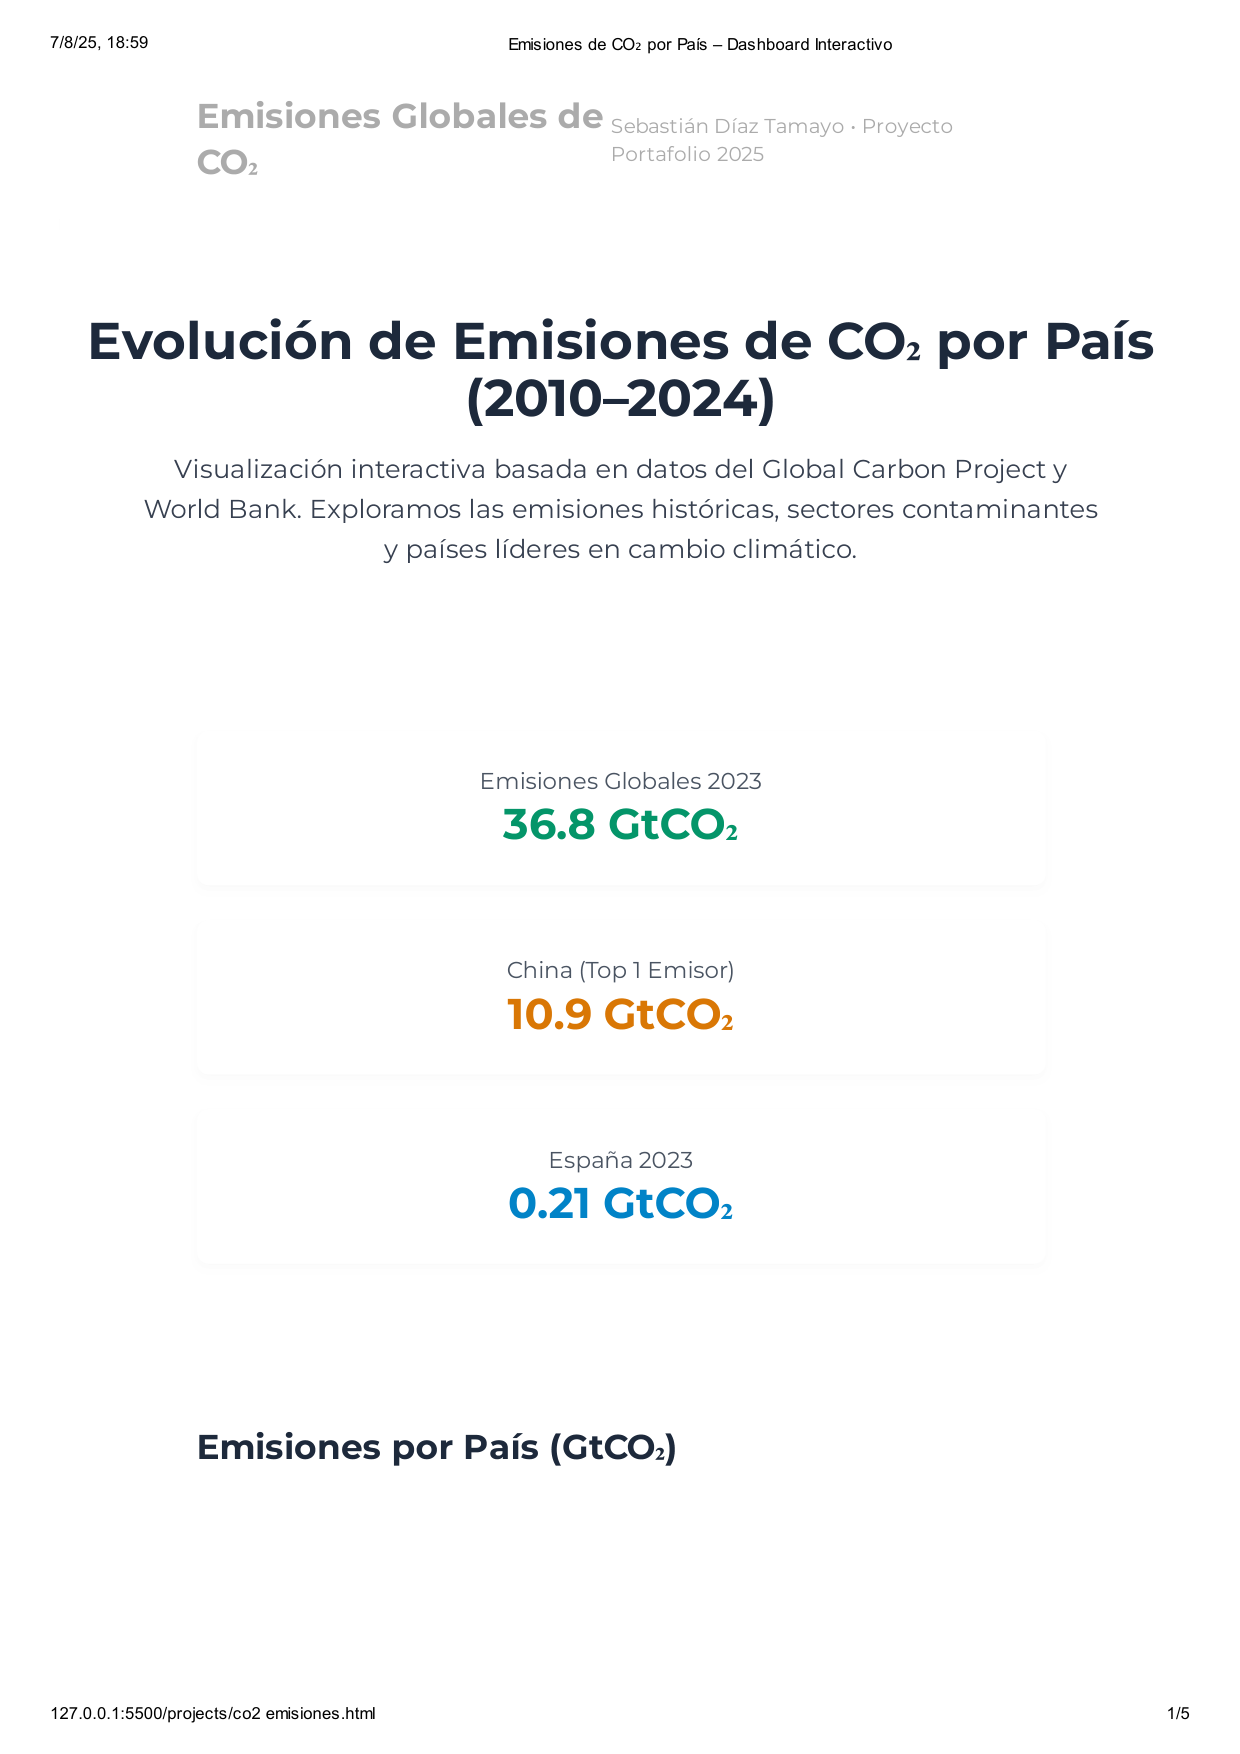 7/8/25, 18:59
Emisiones de CO₂ por País – Dashboard Interactivo
Emisiones Globales de
CO₂
Sebastián Díaz Tamayo • Proyecto
Portafolio 2025
Evolución de Emisiones de CO₂ por País
(2010–2024)
Visualización interactiva basada en datos del Global Carbon Project y
World Bank. Exploramos las emisiones históricas, sectores contaminantes
y países líderes en cambio climático.
Emisiones Globales 2023
36.8 GtCO₂
China (Top 1 Emisor)
10.9 GtCO₂
España 2023
0.21 GtCO₂
Emisiones por País (GtCO₂)
127.0.0.1:5500/projects/co2 emisiones.html
1/5